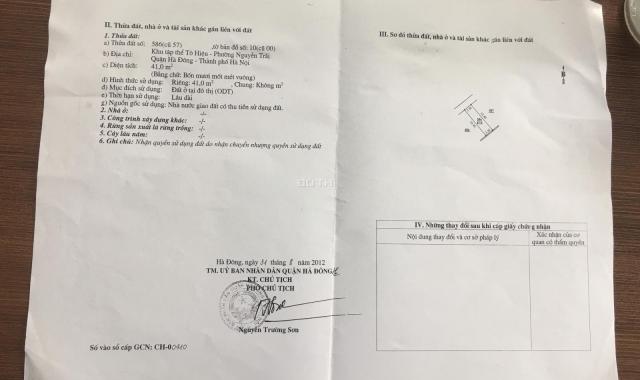 II. Thửa đất, nhà ở và tài sản khác gắn liền với đất
1. Thửa đất:
a) Thửa đất số: 586(cũ 57) ,tờ bản đồ số: 10(cũ 00)
b) Địa chỉ: Khu tập thể Tô Hiệu - Phường Nguyễn Trãi
Quận Hà Đông - Thành phố Hà Nội
c) Diện tích: 41,0 m²
(Bằng chữ: Bốn mươi mốt mét vuông)
d) Hình thức sử dụng: Riêng: 41,0 m² , Chung: Không m²
đ) Mục đích sử dụng: Đất ở tại đô thị (ODT)
e) Thời hạn sử dụng: Lâu dài
g) Nguồn gốc sử dụng: Nhà nước giao đất có thu tiền sử dụng đất.
2. Nhà ở: -/-
3. Công trình xây dựng khác: -/-
4. Rừng sản xuất là rừng trồng: -/-
5. Cây lâu năm: -/-
6. Ghi chú: Nhận quyền sử dụng đất do nhận chuyển nhượng quyền sử dụng đất
Hà Đông, ngày 31 tháng 8 năm 2012
TM. UỶ BAN NHÂN DÂN QUẬN HÀ ĐÔNG
KT. CHỦ TỊCH
PHÓ CHỦ TỊCH
Nguyễn Trường Sơn
Số vào sổ cấp GCN: CH-0
III. Sơ đồ thửa đất, nhà ở và tài sản khác gắn liền với đất
IV. Những thay đổi sau khi cấp giấy chứng nhận
Nội dung thay đổi và cơ sở pháp lý
Xác nhận của cơ
quan có thẩm quyền